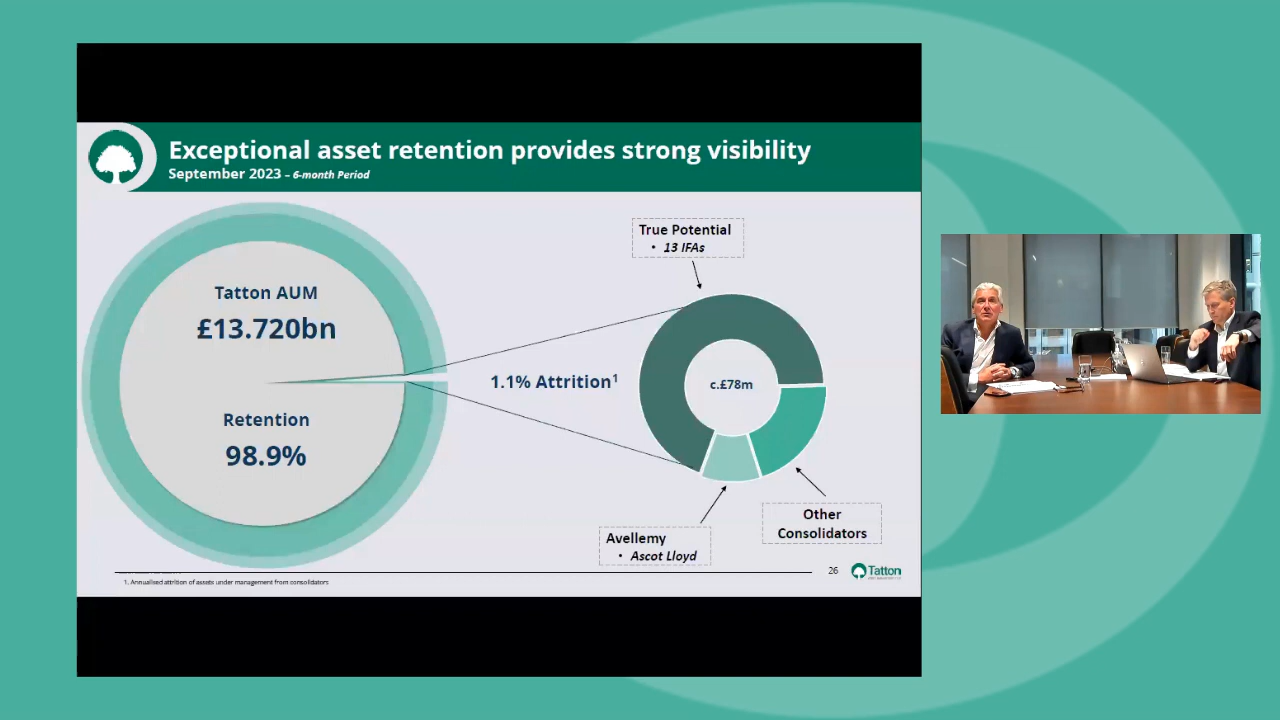 Exceptional asset retention provides strong visibility
September 2023 – 6-month Period
Tatton AUM
£13.720bn
Retention
98.9%
1.1% Attrition¹
True Potential
• 13 IFAs
c.£78m
Avellemy
• Ascot Lloyd
Other
Consolidators
1. Annualised attrition of assets under management from consolidators
26
Tatton